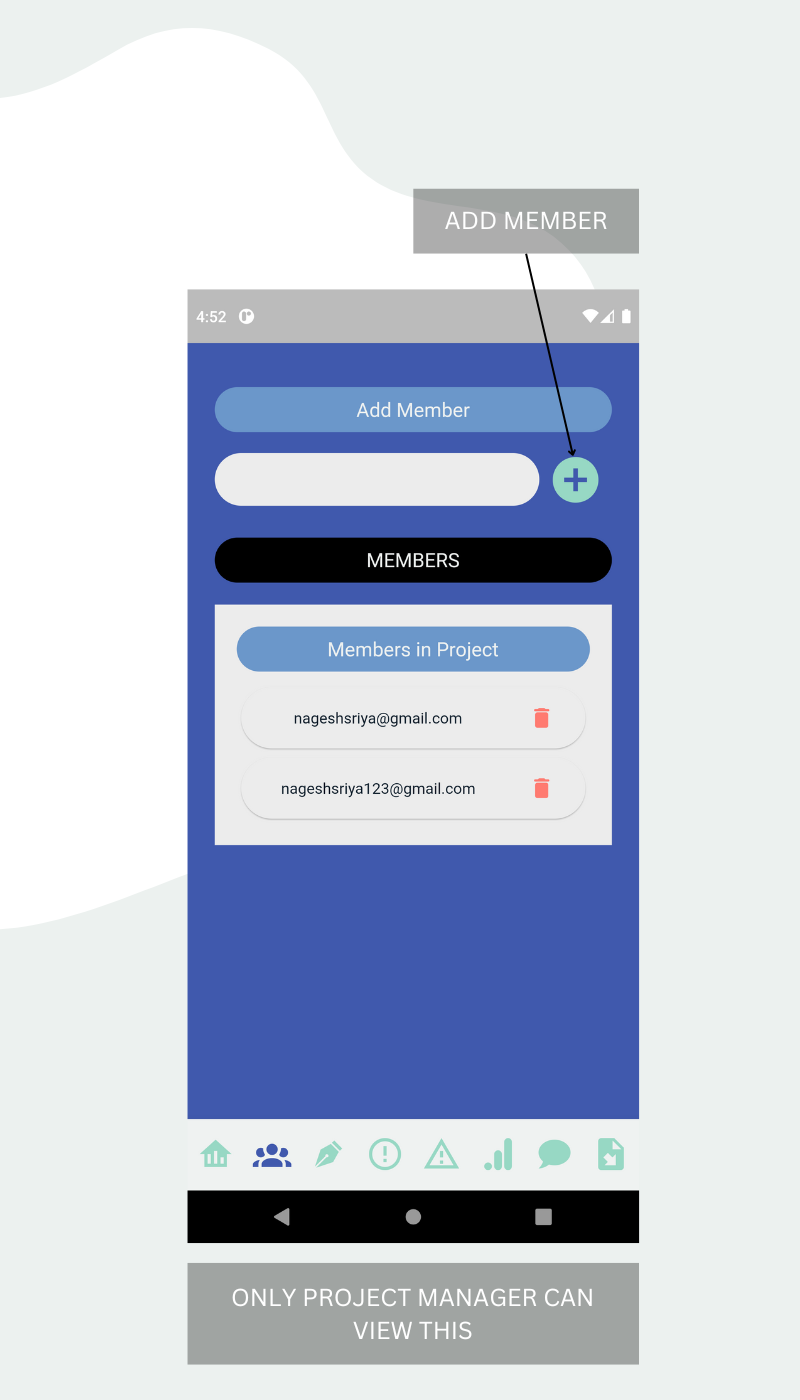 ADD MEMBER
4:52
Add Member
MEMBERS
Members in Project
nageshsriya@gmail.com
nageshsriya123@gmail.com
ONLY PROJECT MANAGER CAN
VIEW THIS